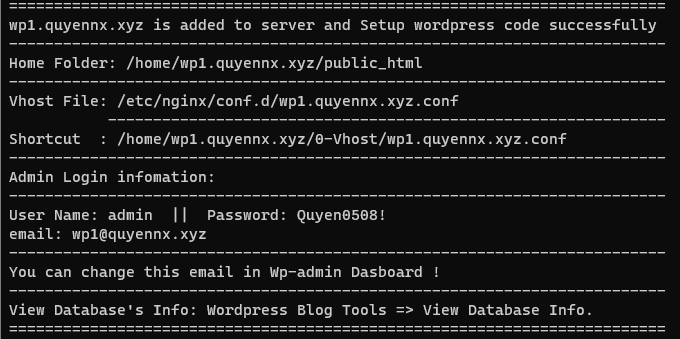 ================================================================================
wp1.quyennx.xyz is added to server and Setup wordpress code successfully
-------------------------------------------------------------------------
Home Folder: /home/wp1.quyennx.xyz/public_html
-------------------------------------------------------------------------
Vhost File: /etc/nginx/conf.d/wp1.quyennx.xyz.conf
           --------------------------------------------------------------
Shortcut  : /home/wp1.quyennx.xyz/0-Vhost/wp1.quyennx.xyz.conf
-------------------------------------------------------------------------
Admin Login infomation:
-------------------------------------------------------------------------
User Name: admin  ||  Password: Quyen0508!
email: wp1@quyennx.xyz
-------------------------------------------------------------------------
You can change this email in Wp-admin Dasboard !
-------------------------------------------------------------------------
View Database's Info: Wordpress Blog Tools => View Database Info.
=========================================================================